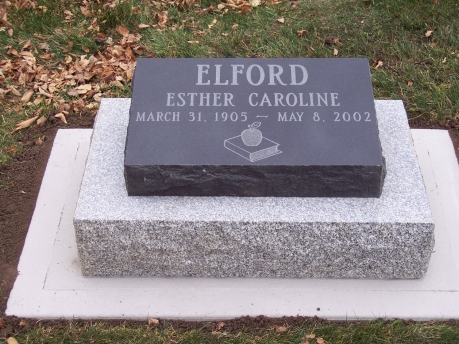 ELFORD
ESTHER CAROLINE
MARCH 31, 1905 ~ MAY 8, 2002